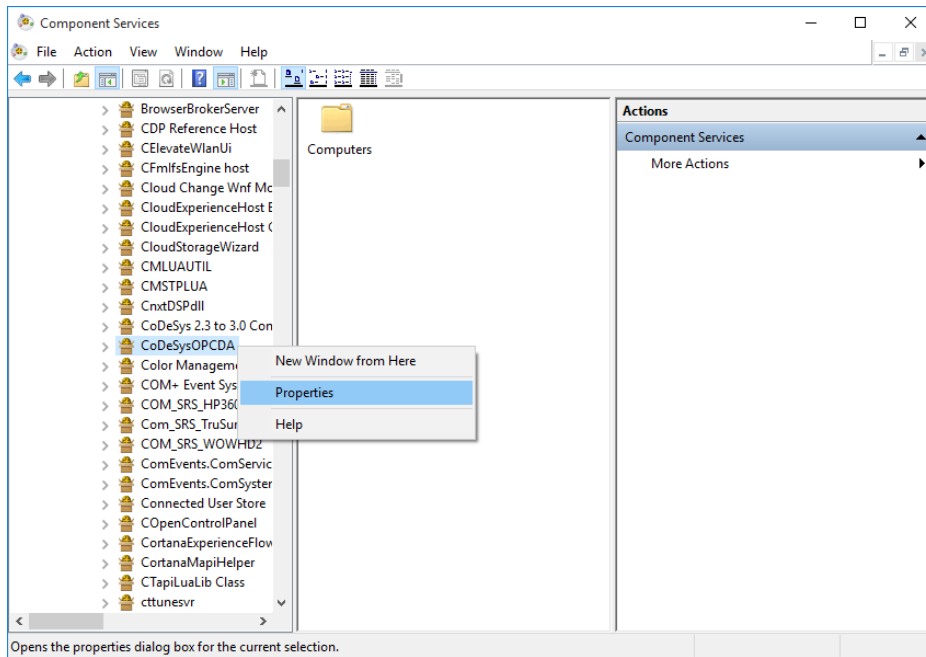 Component Services
File Action View Window Help
BrowserBrokerServer
CDP Reference Host
CElevateWlanUi
CFmIfsEngine host
Cloud Change Wnf Mc
CloudExperienceHost E
CloudExperienceHost C
CloudStorageWizard
CMLUAUTIL
CMSTPLUA
CnxtDSPdll
CoDeSys 2.3 to 3.0 Con
CoDeSysOPCDA
Color Managem
COM+ Event Sys
COM_SRS_HP360
Com_SRS_TruSur
COM_SRS_WOWHD2
ComEvents.ComServic
ComEvents.ComSyster
Connected User Store
COpenControlPanel
CortanaExperienceFlow
CortanaMapiHelper
CTapiLuaLib Class
cttunesvr
New Window from Here
Properties
Help
Computers
Actions
Component Services
More Actions
Opens the properties dialog box for the current selection.